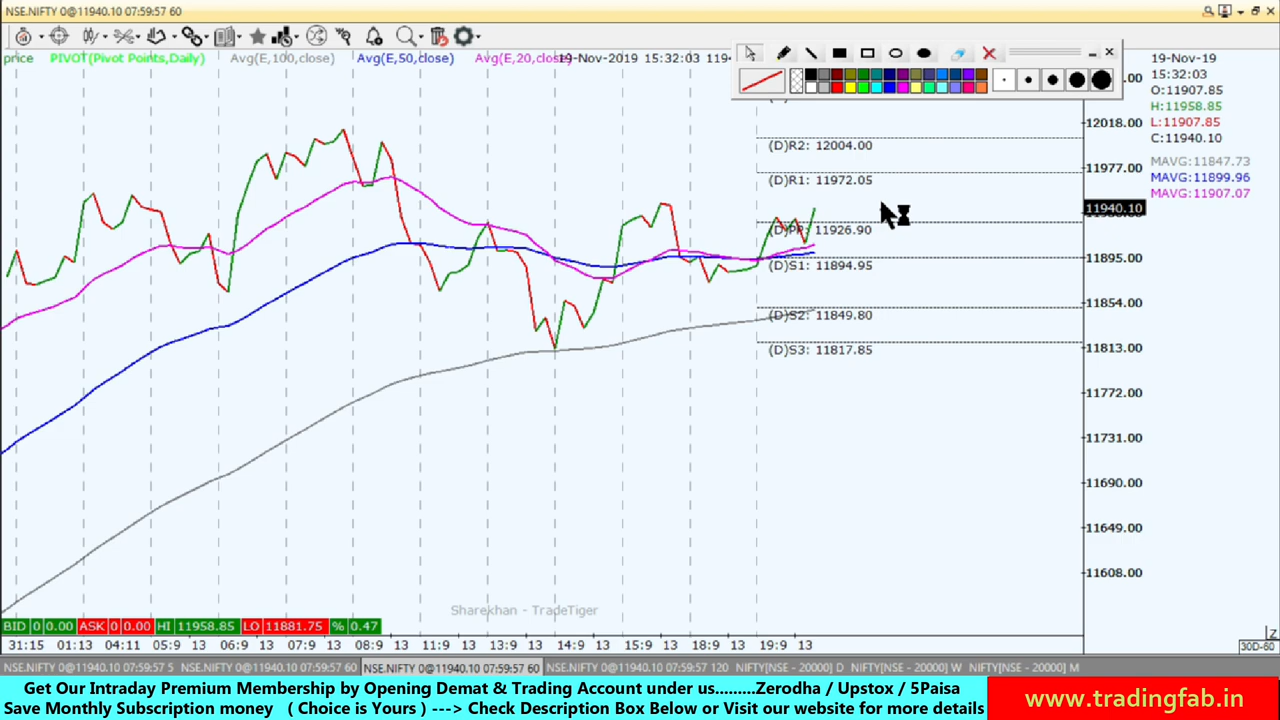 NSE.NIFTY 0@11940.10 07:59:57 60
price PIVOT(Pivot Points,Daily) Avg(E,100,close) Avg(E,50,close) Avg(E,20,close) 19-Nov-2019 15:32:03
19-Nov-19
15:32:03
O:11907.85
H:11958.85
L:11907.85
C:11940.10
MAVG:11847.73
MAVG:11899.96
MAVG:11907.07
12018.00
11977.00
11940.10
11895.00
11854.00
11813.00
11772.00
11731.00
11690.00
11649.00
11608.00
(D)R2: 12004.00
(D)R1: 11972.05
(D)PP: 11926.90
(D)S1: 11894.95
(D)S2: 11849.80
(D)S3: 11817.85
Sharekhan - TradeTiger
BID 0 0.00 ASK 0 0.00 HI 11958.85 LO 11881.75 % 0.47
31:15 01:13 04:11 05:9 13 06:9 13 07:9 13 08:9 13 11:9 13 13:9 13 14:9 13 15:9 13 18:9 13 19:9 13
30D-60
NSE.NIFTY 0@11940.10 07:59:57 5 NSE.NIFTY 0@11940.10 07:59:57 60 NSE.NIFTY 0@11940.10 07:59:57 60 NSE.NIFTY 0@11940.10 07:59:57 120 NIFTY[NSE - 20000] D NIFTY[NSE - 20000] W NIFTY[NSE - 20000] M
Get Our Intraday Premium Membership by Opening Demat & Trading Account under us.........Zerodha / Upstox / 5Paisa
Save Monthly Subscription money ( Choice is Yours ) ---> Check Description Box Below or Visit our website for more details
www.tradingfab.in